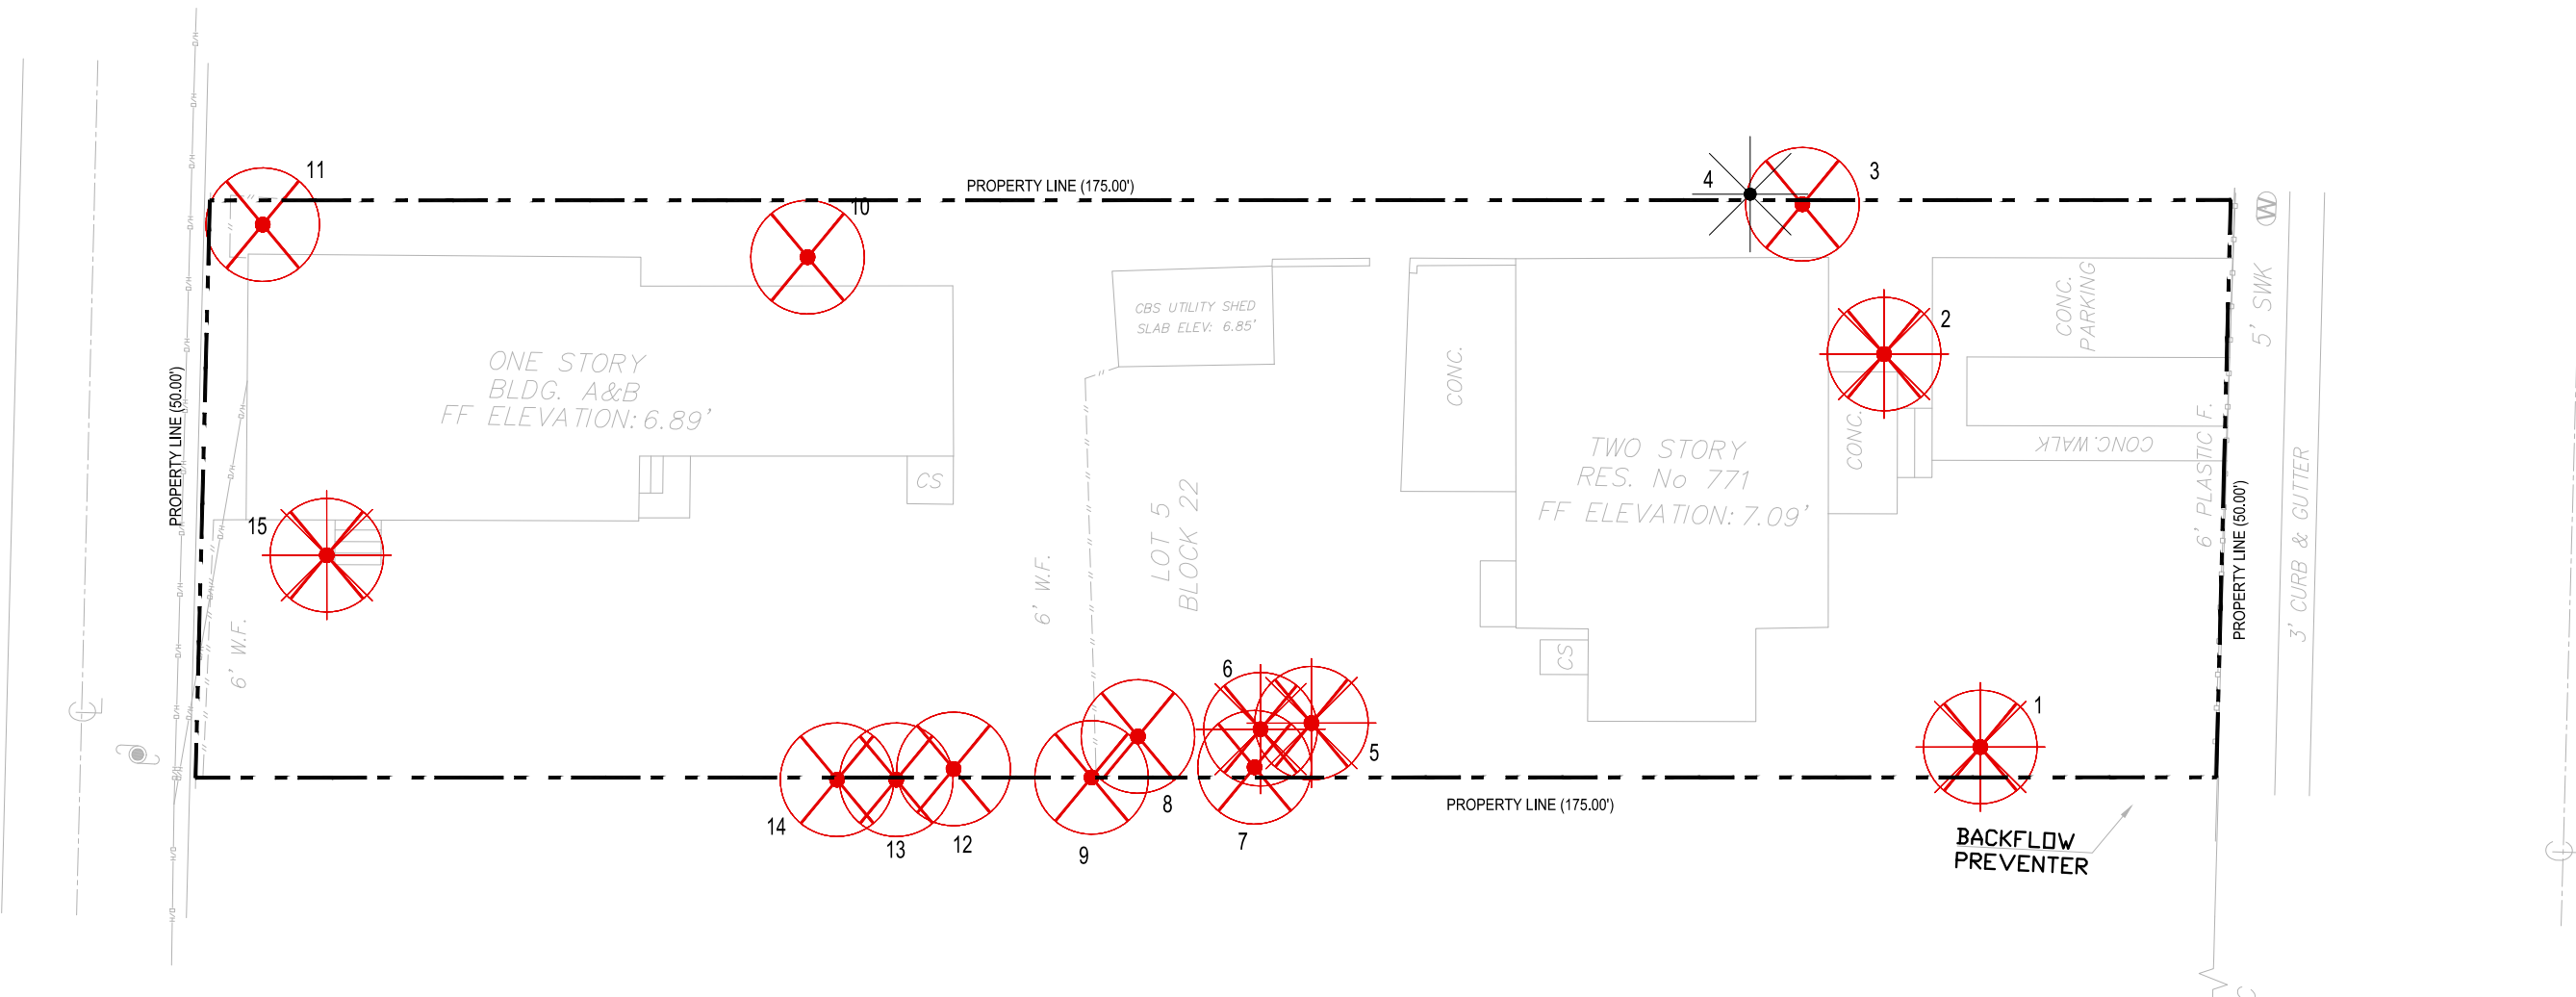 11
PROPERTY LINE (175.00')
10
4
3
2
W
5' SWK
CONC.
PARKING
CBS UTILITY SHED
SLAB ELEV: 6.85'
ONE STORY
BLDG. A&B
FF ELEVATION: 6.89'
PROPERTY LINE (50.00')
CONC.
CONC.
CONC. WALK
TWO STORY
RES. No 771
FF ELEVATION: 7.09'
CS
LOT 5
BLOCK 22
6' PLASTIC F.
PROPERTY LINE (50.00')
3' CURB & GUTTER
15
6' W.F.
6' W.F.
CS
6
5
1
8
7
14
13
12
9
PROPERTY LINE (175.00')
BACKFLOW
PREVENTER